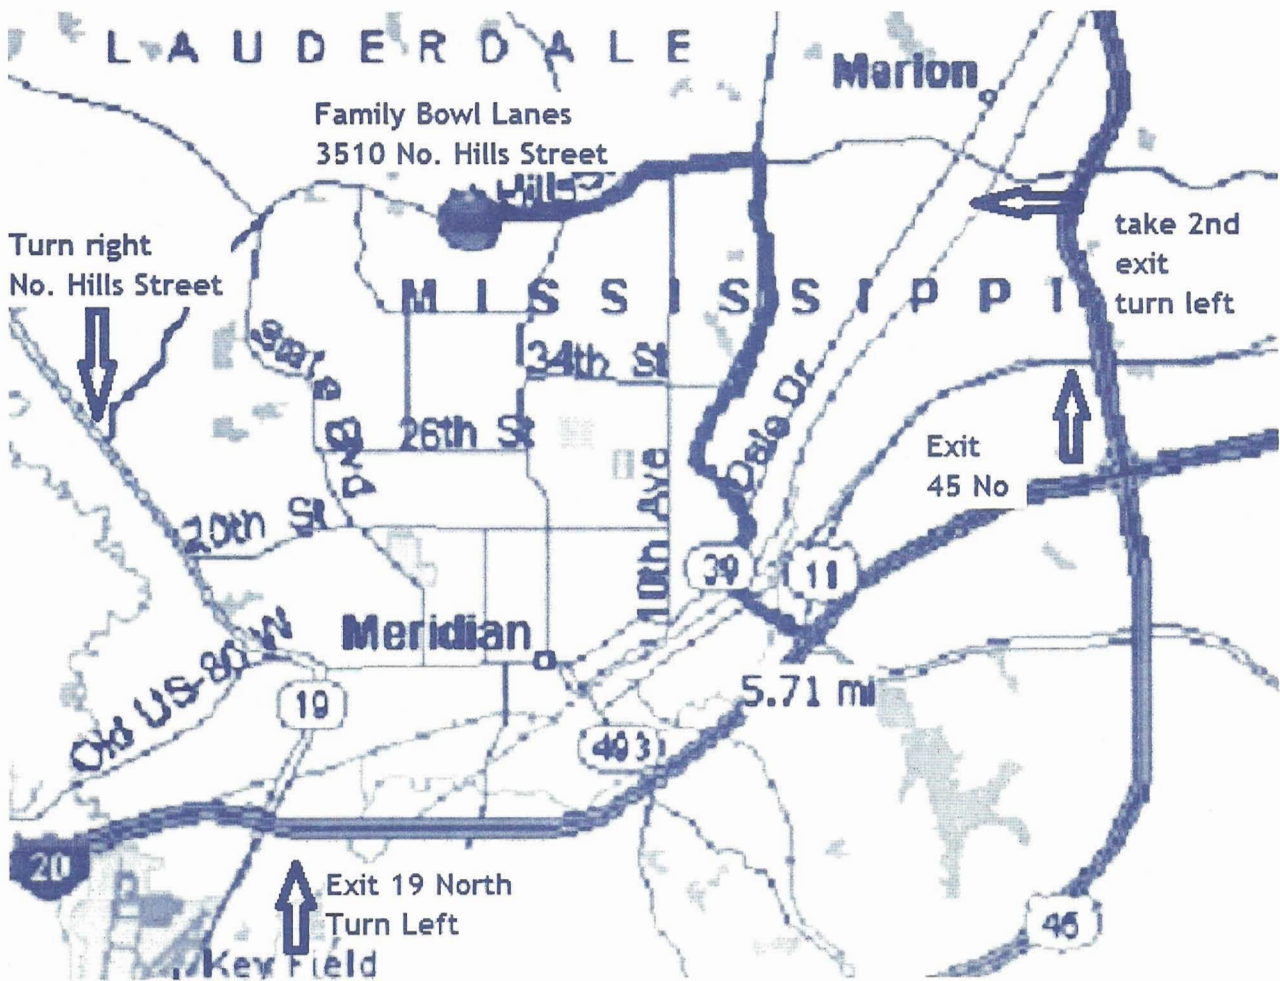 LAUDERDALE
Marion
Family Bowl Lanes
3510 No. Hills Street
Hills
Turn right
No. Hills Street
take 2nd
exit
turn left
MISSISSIPPI
State Blvd
34th St
26th St
Dale Dr
10th Ave
Exit
45 No
20th St
39
11
Meridian
Old US-80 W
19
5.71 mi
493
20
Exit 19 North
Turn Left
45
Key Field